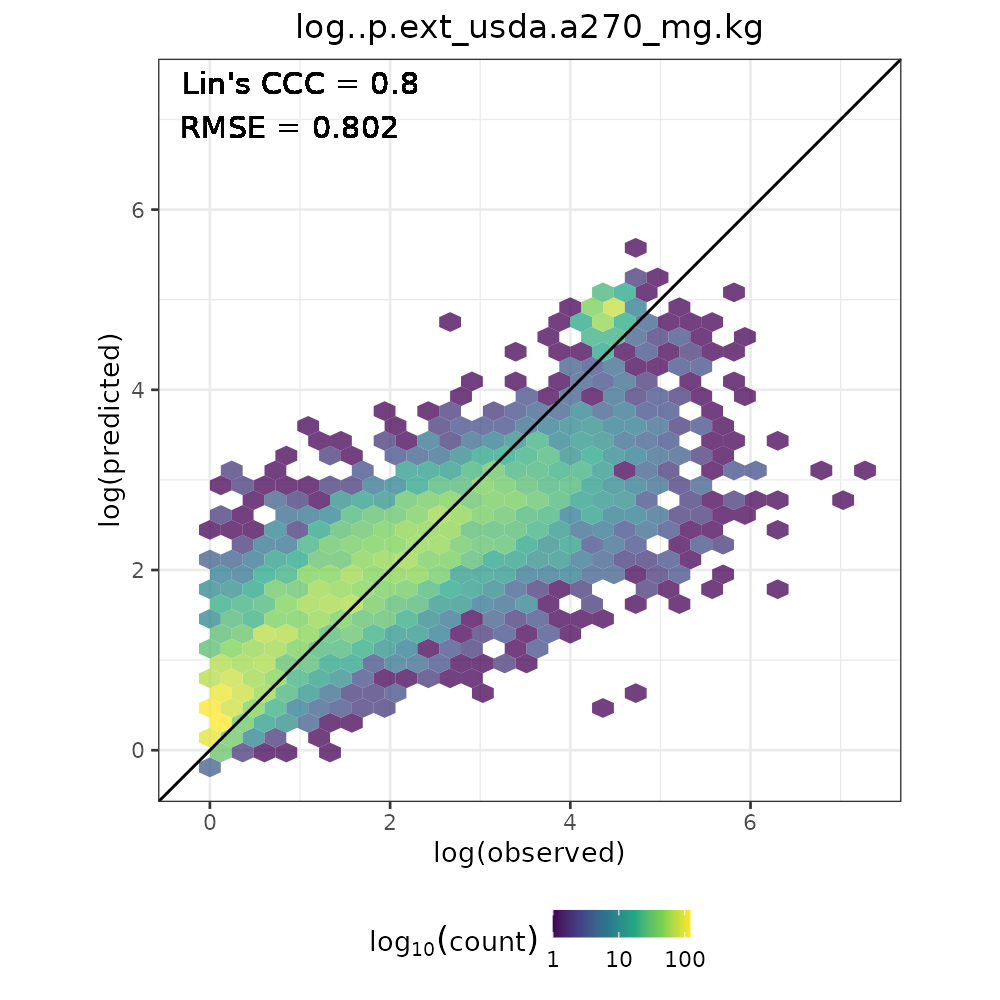 log..p.ext_usda.a270_mg.kg
Lin's CCC = 0.8
RMSE = 0.802
log(predicted)
6
4
2
0
0 2 4 6
log(observed)
log₁₀(count)
1 10 100